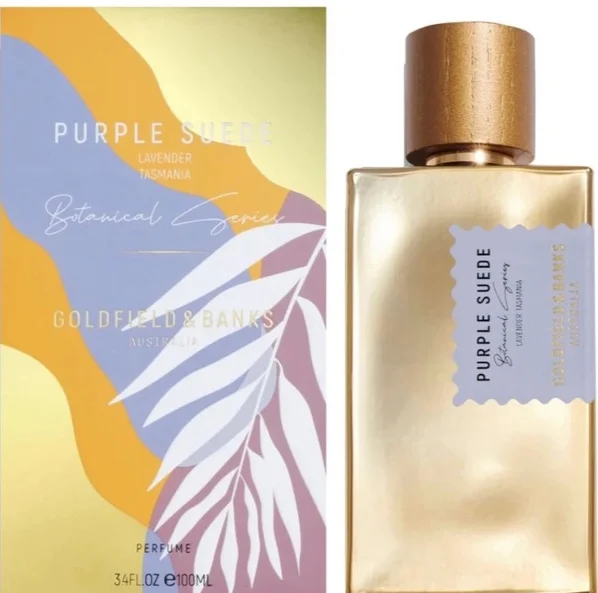 PURPLE SUEDE
LAVENDER
TASMANIA
Botanical Series
GOLDFIELD & BANKS
AUSTRALIA
PERFUME
3.4FL.OZ e100ML
PURPLE SUEDE
Botanical Series
LAVENDER TASMANIA
GOLDFIELD & BANKS
AUSTRALIA